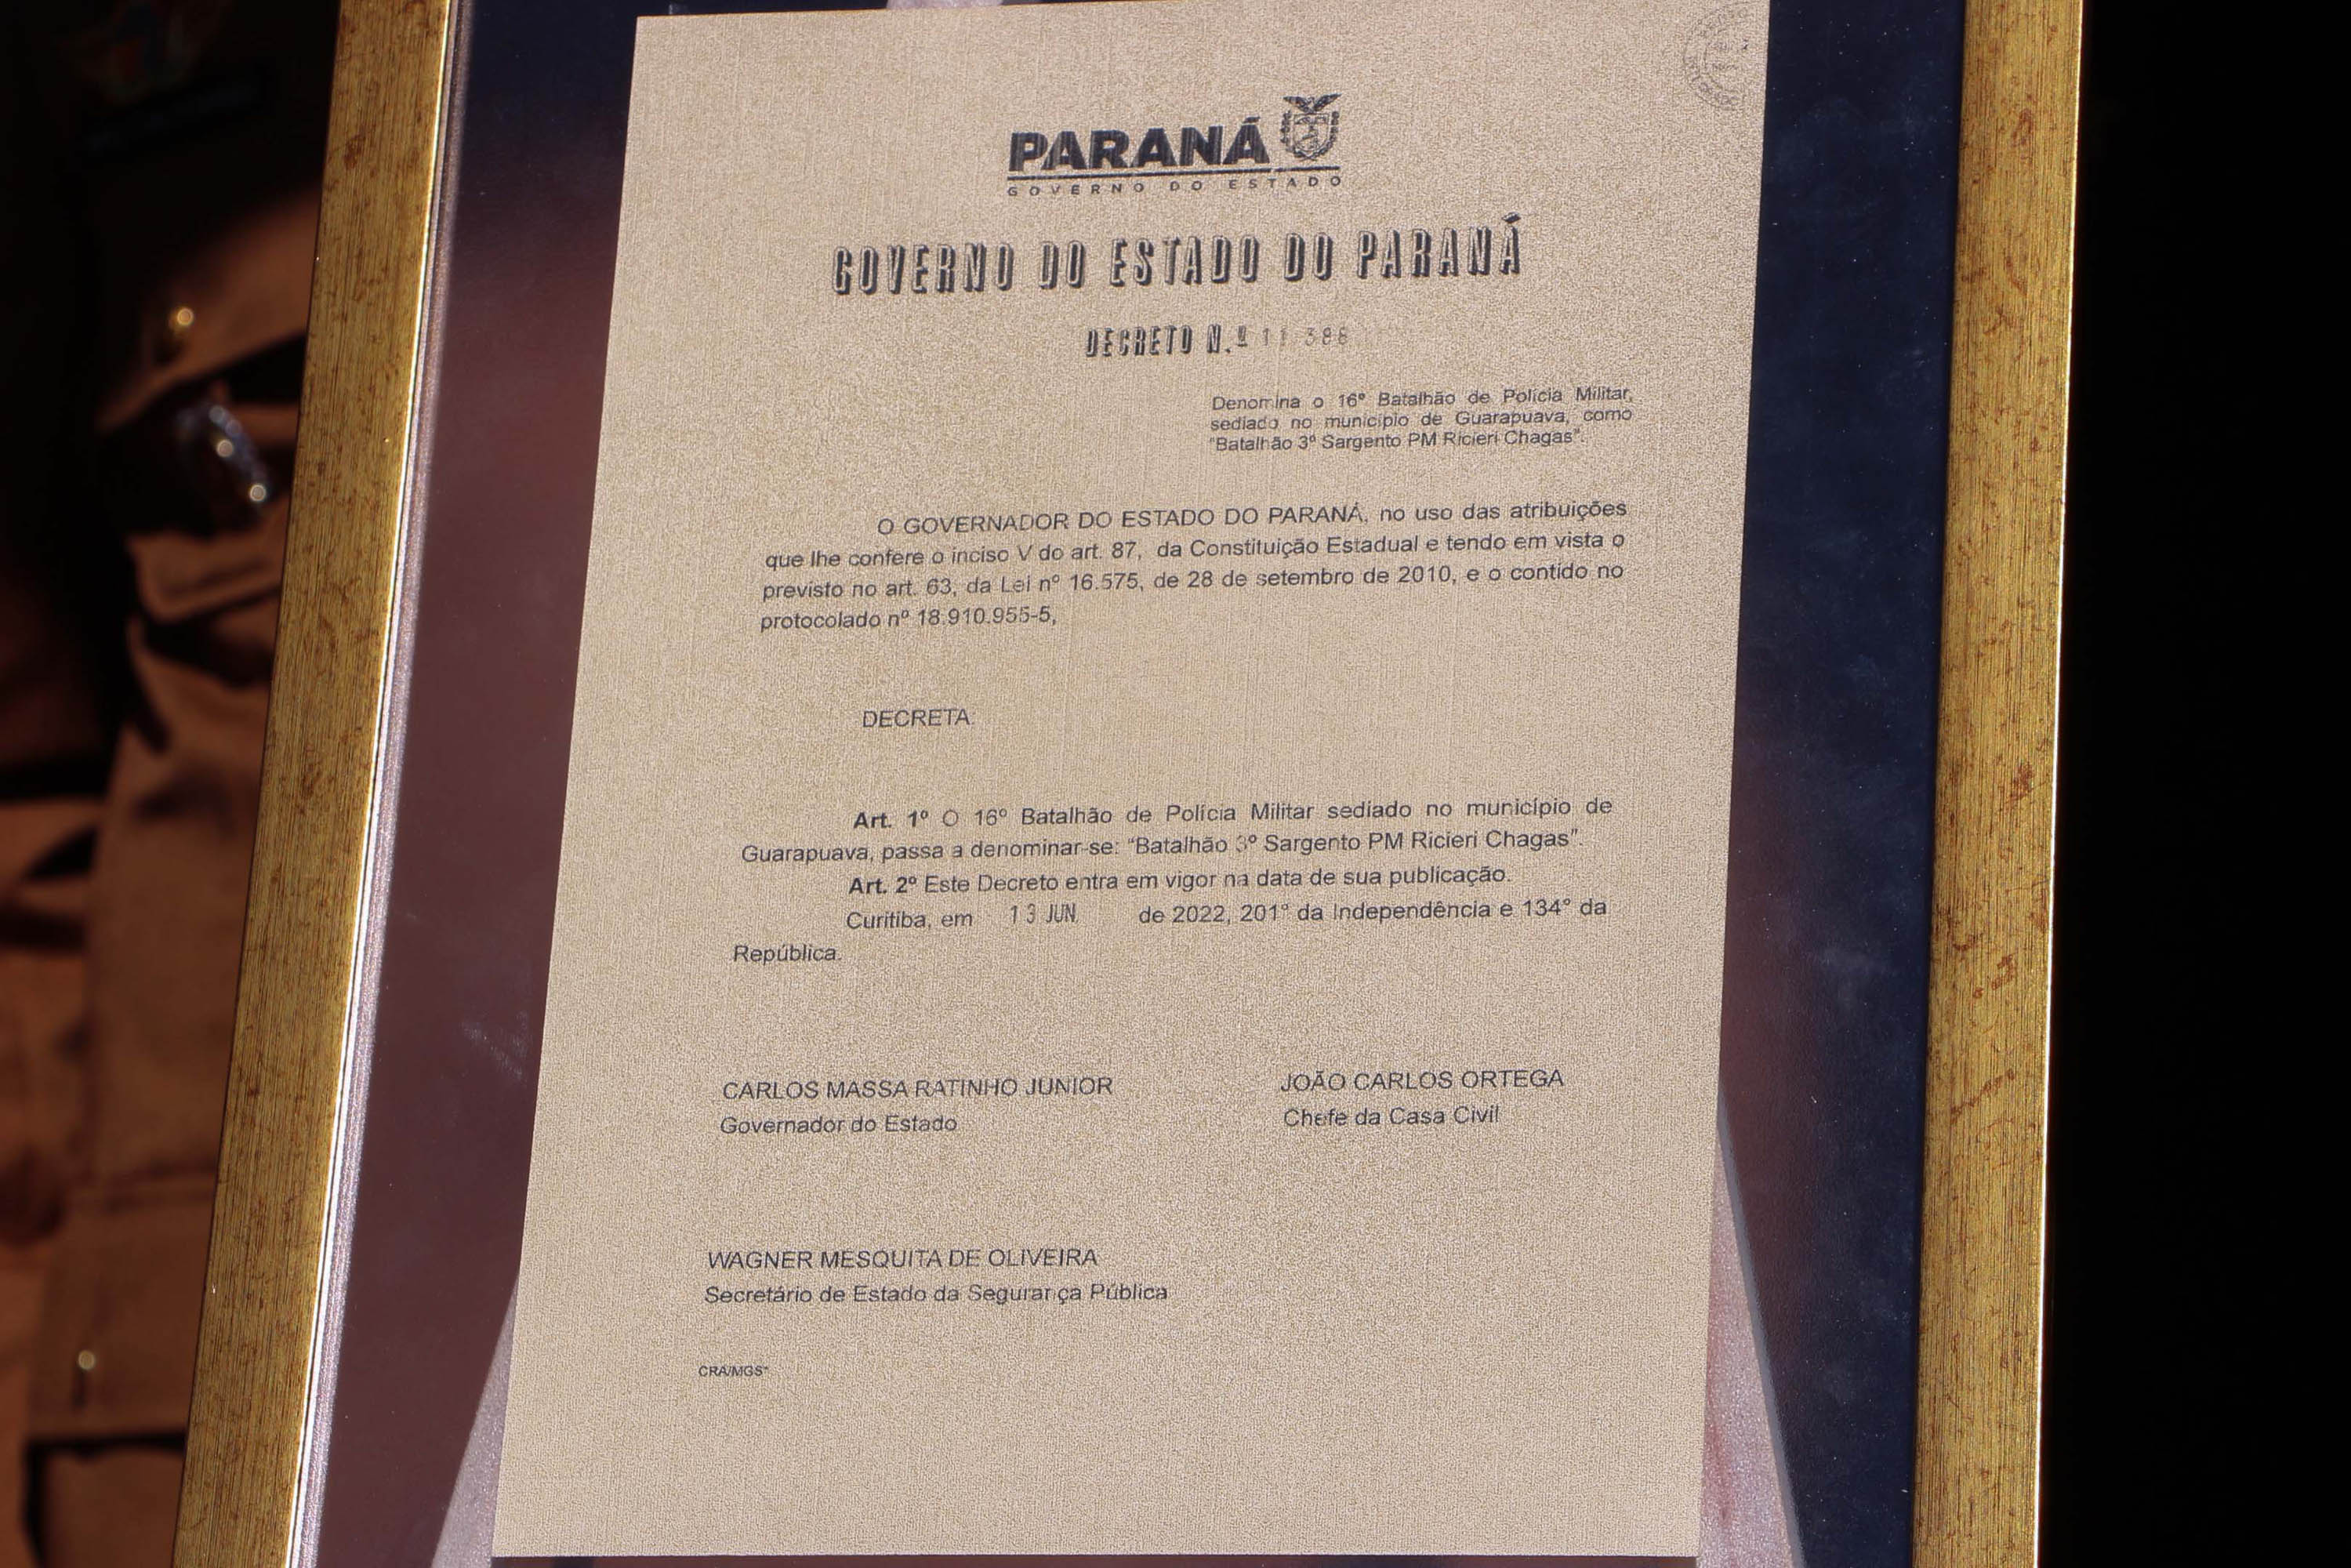 PARANÁ
GOVERNO DO ESTADO
GOVERNO DO ESTADO DO PARANÁ
DECRETO N.º 11 386
Denomina o 16º Batalhão de Polícia Militar,
sediado no município de Guarapuava, como
"Batalhão 3º Sargento PM Ricieri Chagas".
O GOVERNADOR DO ESTADO DO PARANÁ, no uso das atribuições
que lhe confere o inciso V do art. 87, da Constituição Estadual e tendo em vista o
previsto no art. 63, da Lei nº 16.575, de 28 de setembro de 2010, e o contido no
protocolado nº 18.910.955-5,
DECRETA
Art. 1º O 16º Batalhão de Polícia Militar sediado no município de
Guarapuava, passa a denominar-se: "Batalhão 3º Sargento PM Ricieri Chagas".
Art. 2º Este Decreto entra em vigor na data de sua publicação.
Curitiba, em 13 JUN. de 2022, 201° da Independência e 134° da
República.
CARLOS MASSA RATINHO JUNIOR
Governador do Estado
JOÃO CARLOS ORTEGA
Chefe da Casa Civil
WAGNER MESQUITA DE OLIVEIRA
Secretário de Estado da Segurança Pública
CRA/MGS*